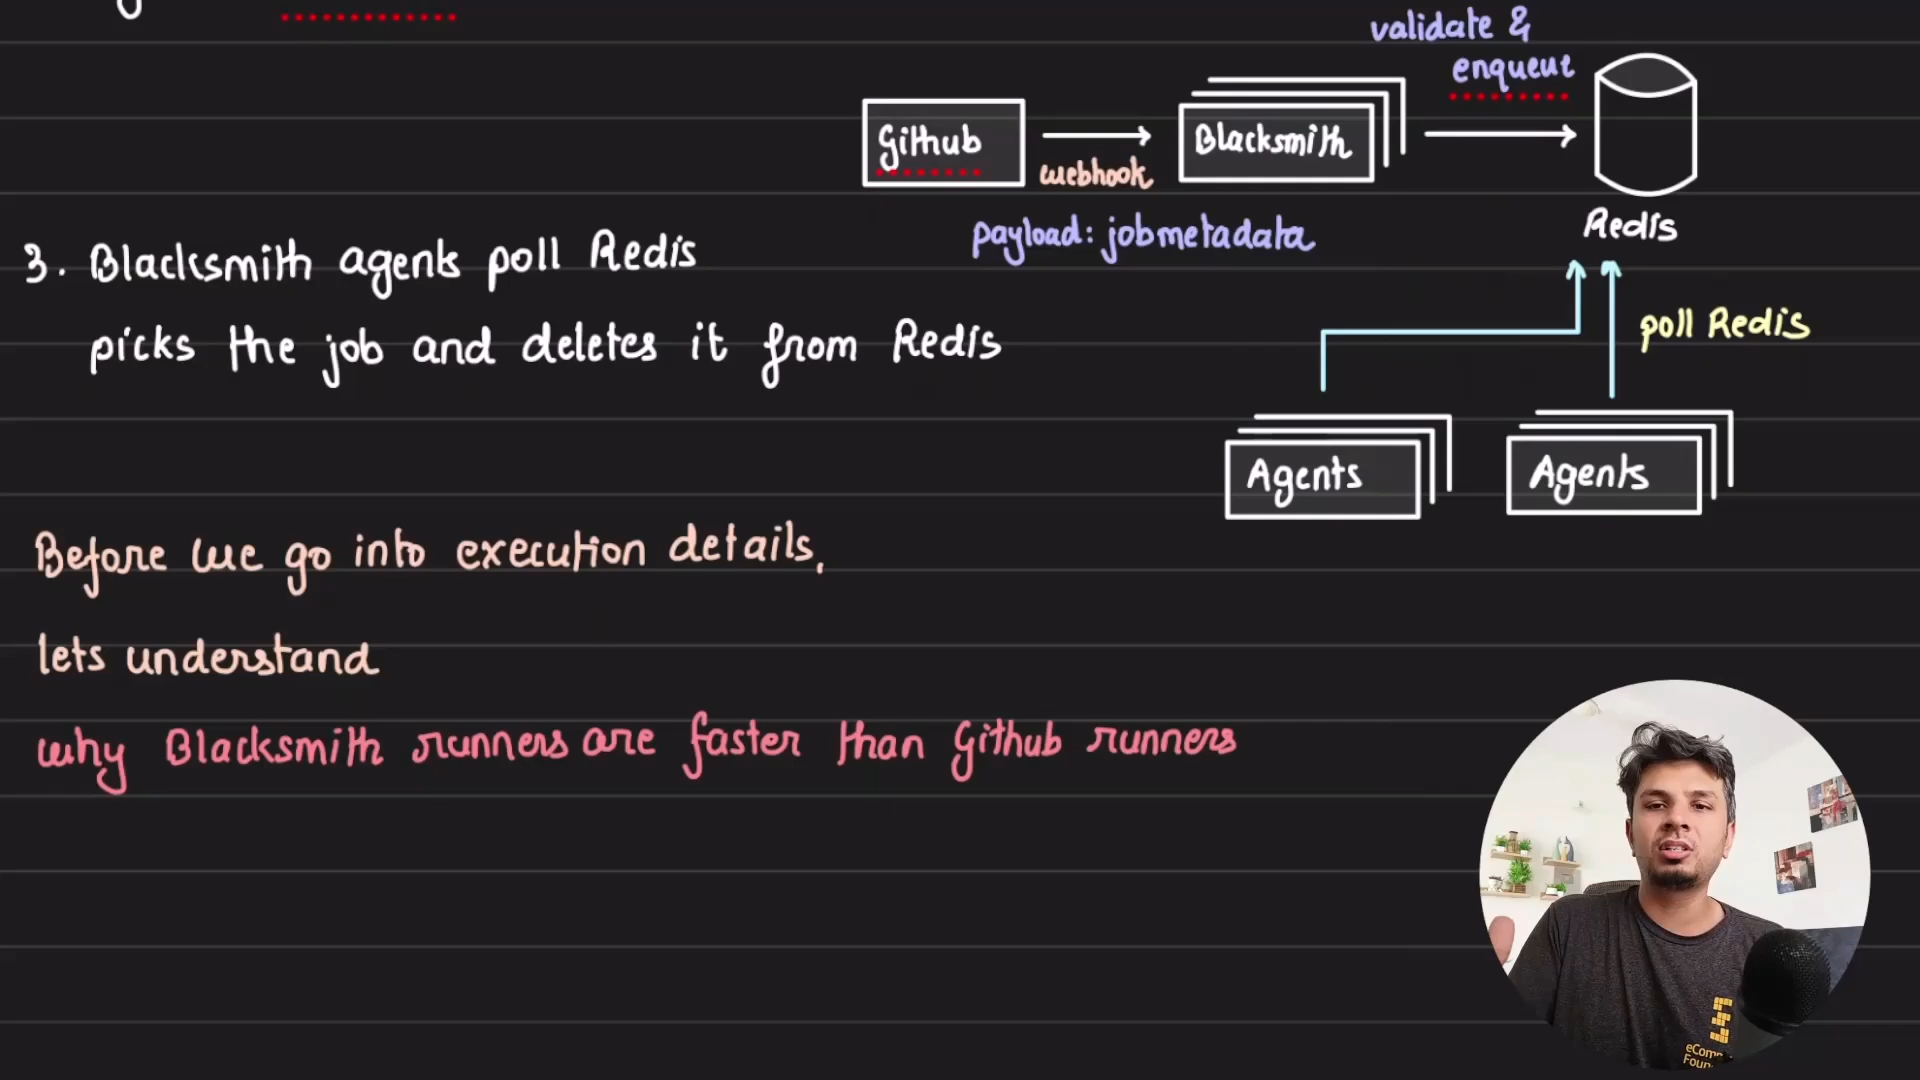 validate &
enqueue
Github
webhook
Blacksmith
payload: job metadata
Redis
3. Blacksmith agents poll Redis
picks the job and deletes it from Redis
poll Redis
Agents
Agents
Before we go into execution details,
lets understand
why Blacksmith runners are faster than Github runners